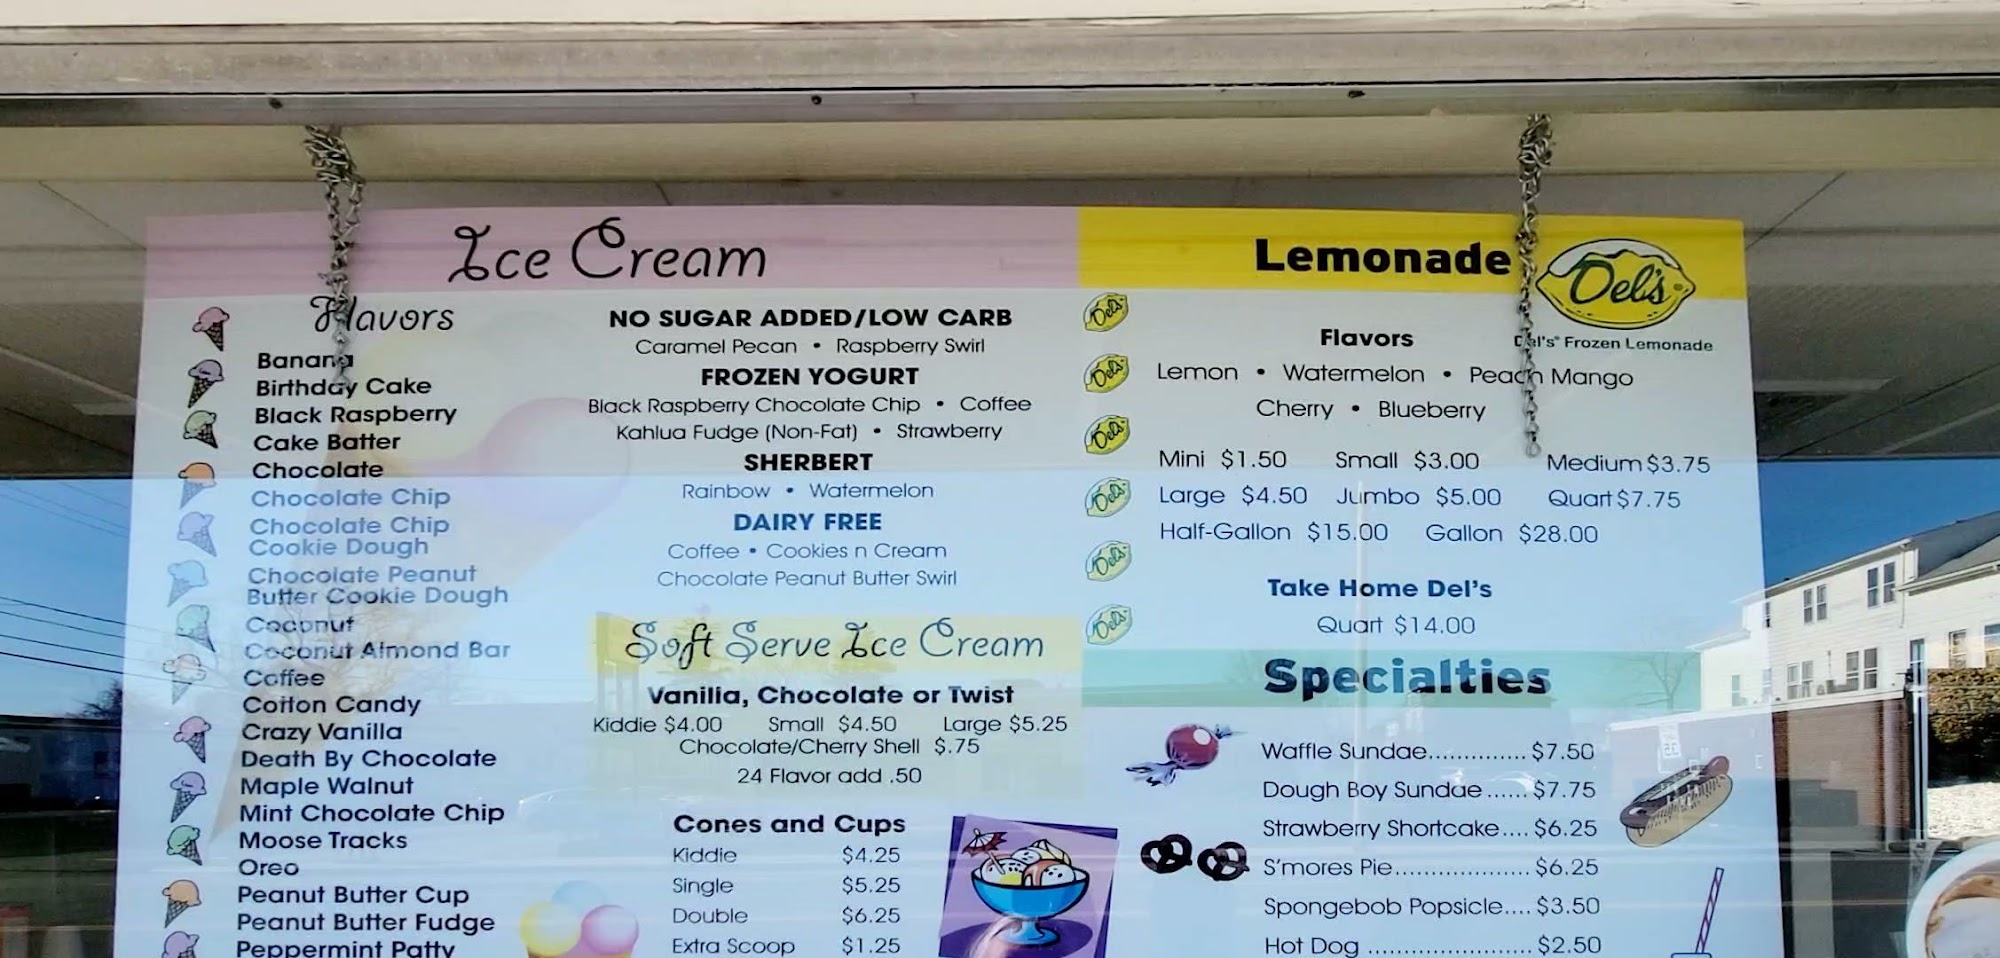 Ice Cream
Flavors
Banana
Birthday Cake
Black Raspberry
Cake Batter
Chocolate
Chocolate Chip
Chocolate Chip
Cookie Dough
Chocolate Peanut
Butter Cookie Dough
Coconut
Coconut Almond Bar
Coffee
Cotton Candy
Crazy Vanilla
Death By Chocolate
Maple Walnut
Mint Chocolate Chip
Moose Tracks
Oreo
Peanut Butter Cup
Peanut Butter Fudge
Peppermint Patty
NO SUGAR ADDED/LOW CARB
Caramel Pecan • Raspberry Swirl
FROZEN YOGURT
Black Raspberry Chocolate Chip • Coffee
Kahlua Fudge (Non-Fat) • Strawberry
SHERBERT
Rainbow • Watermelon
DAIRY FREE
Coffee • Cookies n Cream
Chocolate Peanut Butter Swirl
Soft Serve Ice Cream
Vanilla, Chocolate or Twist
Kiddie $4.00 Small $4.50 Large $5.25
Chocolate/Cherry Shell $.75
24 Flavor add .50
Cones and Cups
Kiddie $4.25
Single $5.25
Double $6.25
Extra Scoop $1.25
Lemonade
Del's
Del's® Frozen Lemonade
Del's
Del's
Del's
Del's
Del's
Del's
Flavors
Lemon • Watermelon • Peach Mango
Cherry • Blueberry
Mini $1.50 Small $3.00 Medium $3.75
Large $4.50 Jumbo $5.00 Quart $7.75
Half-Gallon $15.00 Gallon $28.00
Take Home Del's
Quart $14.00
Specialties
Waffle Sundae............. $7.50
Dough Boy Sundae ...... $7.75
Strawberry Shortcake.... $6.25
S'mores Pie.................... $6.25
Spongebob Popsicle.... $3.50
Hot Dog ........................ $2.50